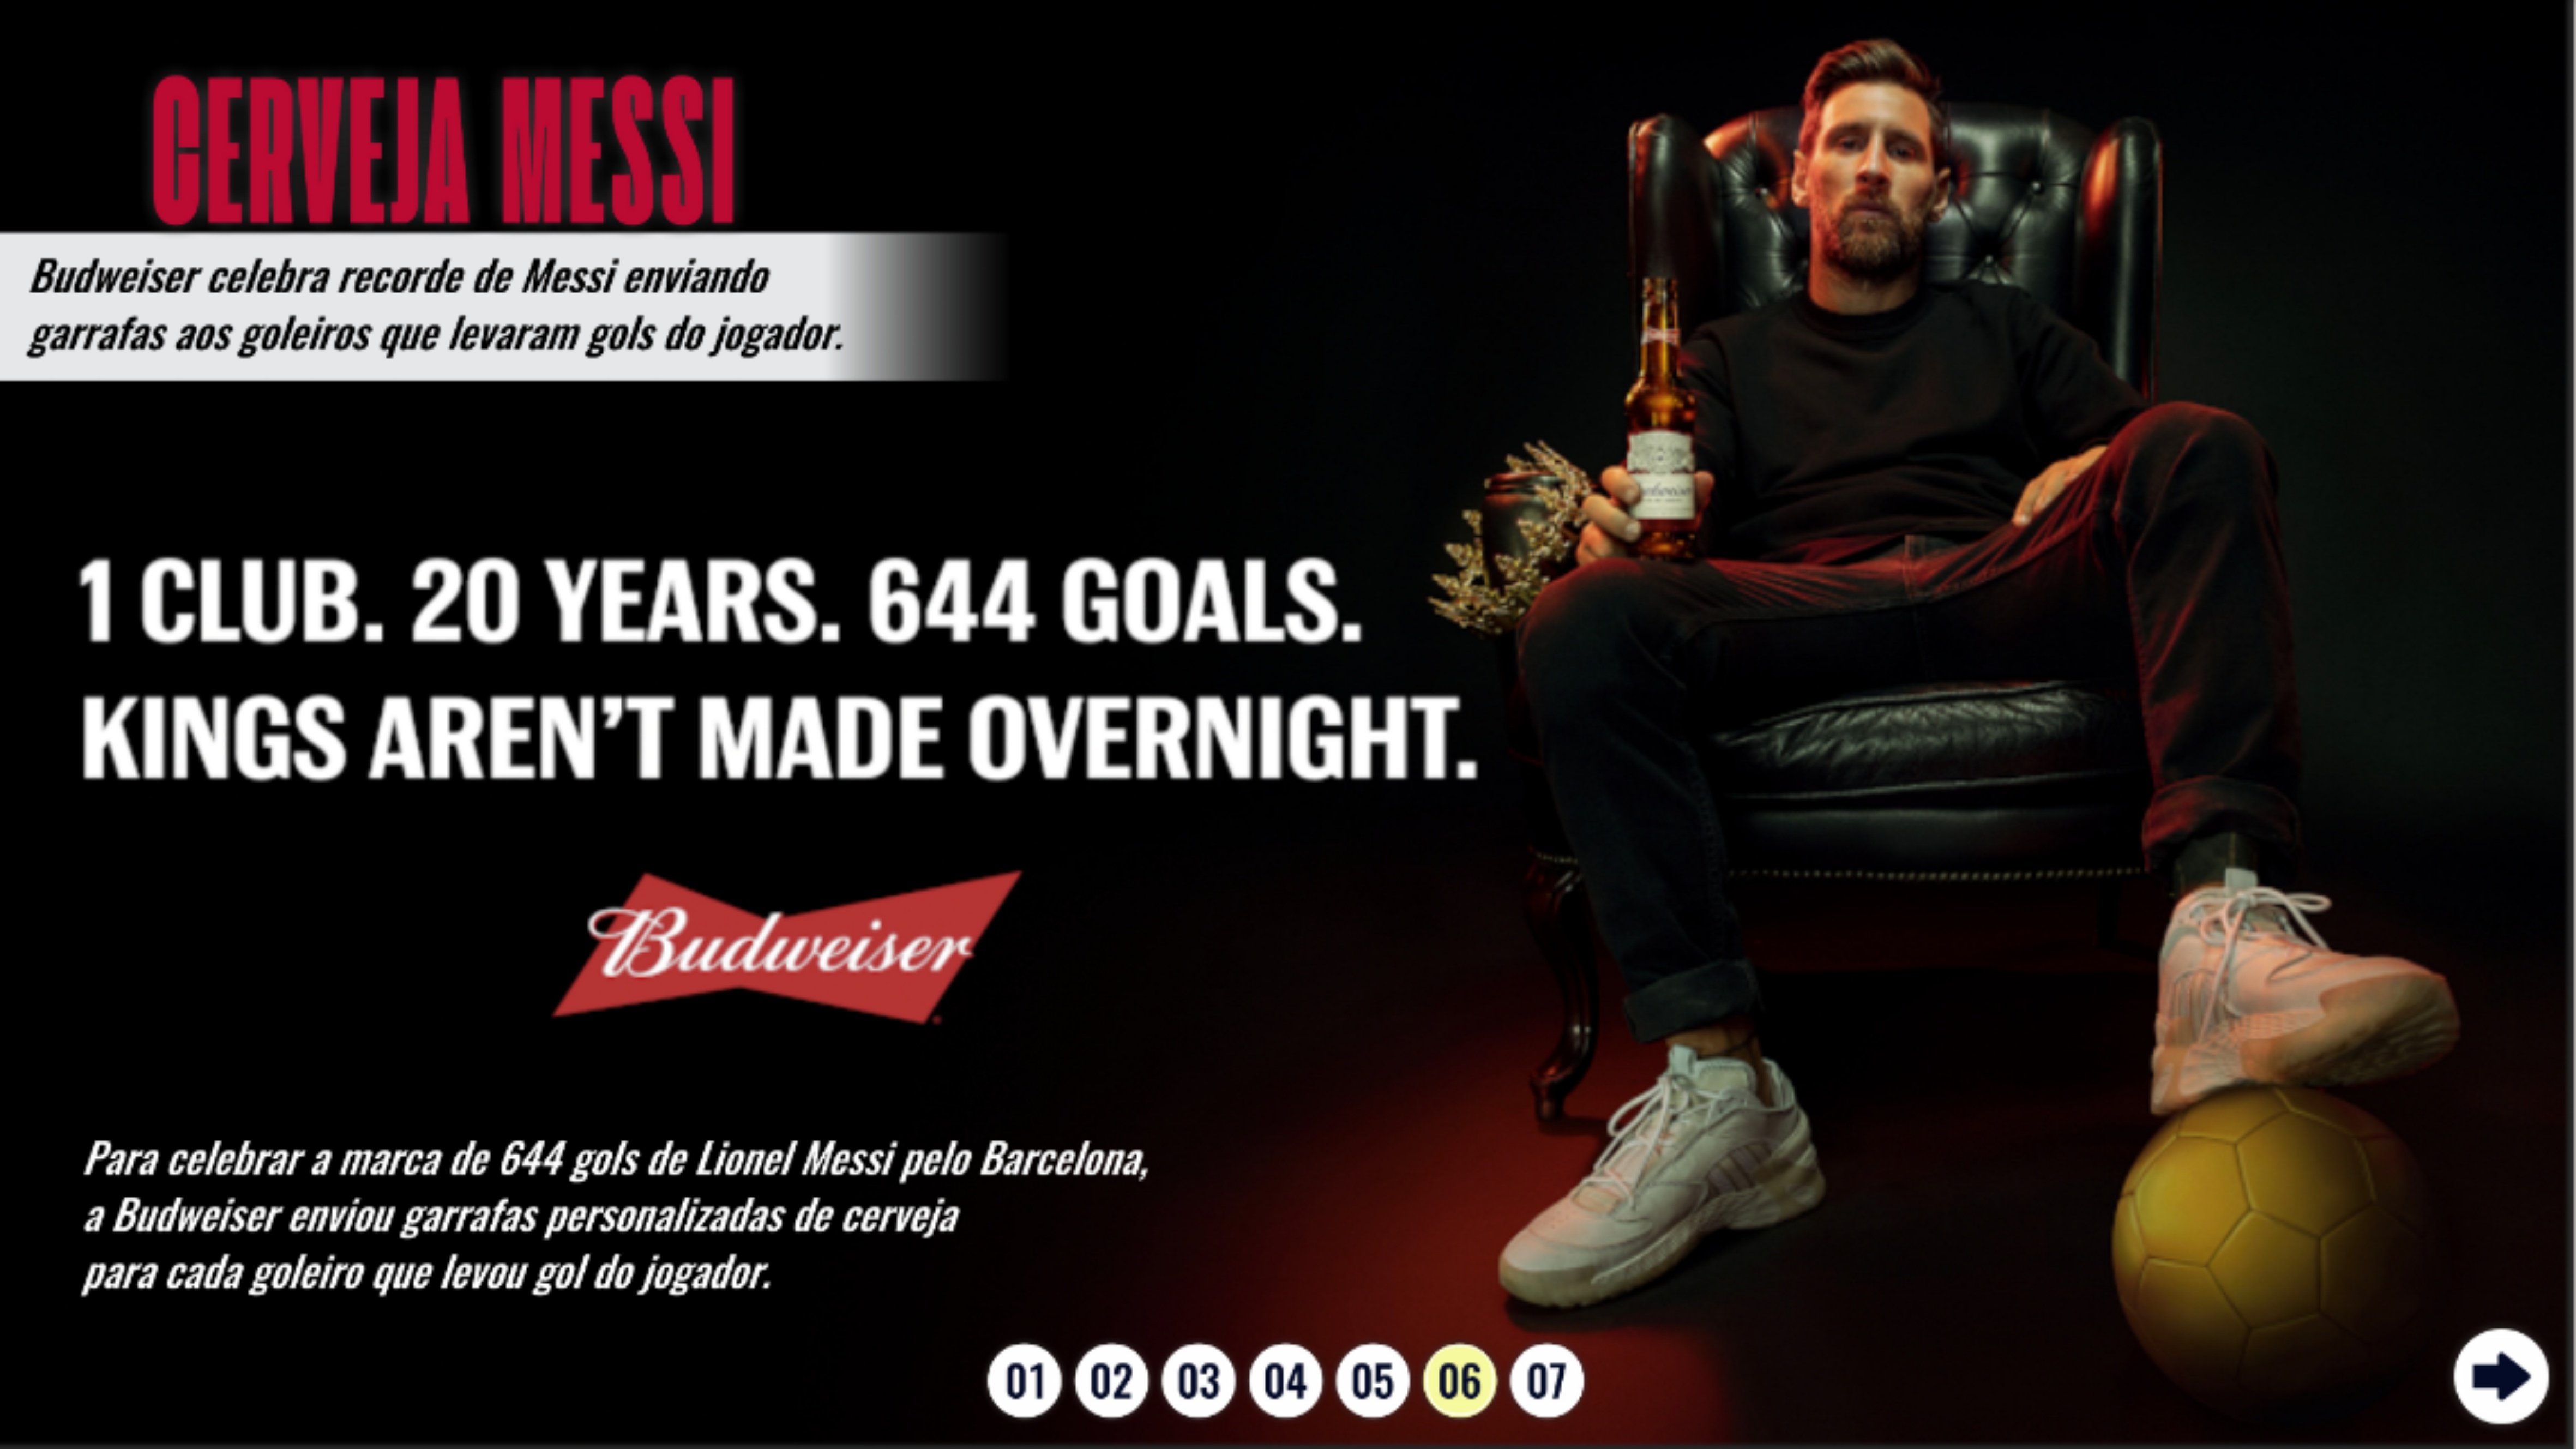 CERVEJA MESSI
Budweiser celebra recorde de Messi enviando
garrafas aos goleiros que levaram gols do jogador.
1 CLUB. 20 YEARS. 644 GOALS.
KINGS AREN'T MADE OVERNIGHT.
Budweiser
Budweiser
Para celebrar a marca de 644 gols de Lionel Messi pelo Barcelona,
a Budweiser enviou garrafas personalizadas de cerveja
para cada goleiro que levou gol do jogador.
01 02 03 04 05 06 07